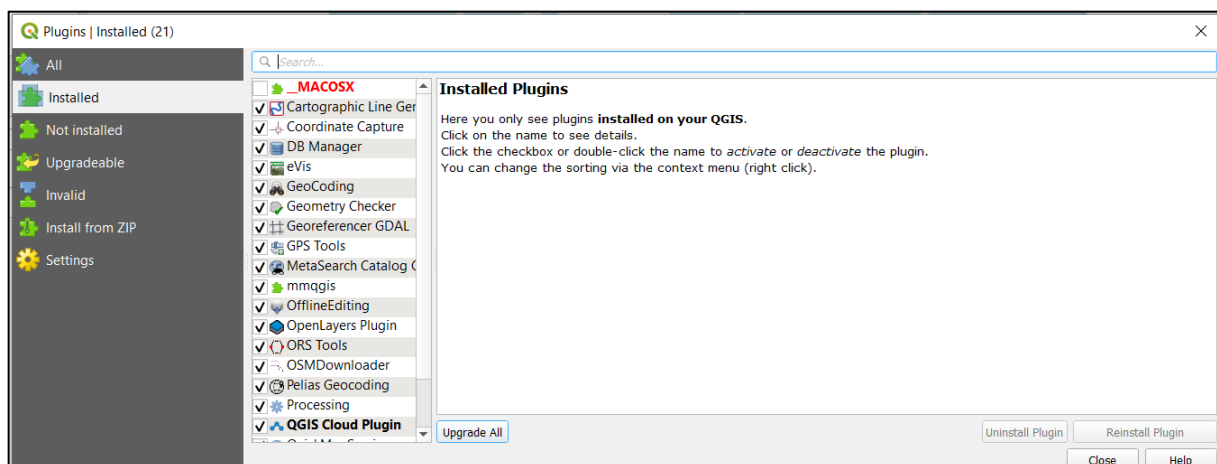 Plugins | Installed (21)
All
Installed
Not installed
Upgradeable
Invalid
Install from ZIP
Settings
Search...
__MACOSX
Cartographic Line Ger
Coordinate Capture
DB Manager
eVis
GeoCoding
Geometry Checker
Georeferencer GDAL
GPS Tools
MetaSearch Catalog C
mmqgis
OfflineEditing
OpenLayers Plugin
ORS Tools
OSMDownloader
Pelias Geocoding
Processing
QGIS Cloud Plugin
Installed Plugins
Here you only see plugins installed on your QGIS.
Click on the name to see details.
Click the checkbox or double-click the name to activate or deactivate the plugin.
You can change the sorting via the context menu (right click).
Upgrade All
Uninstall Plugin
Reinstall Plugin
Close
Help